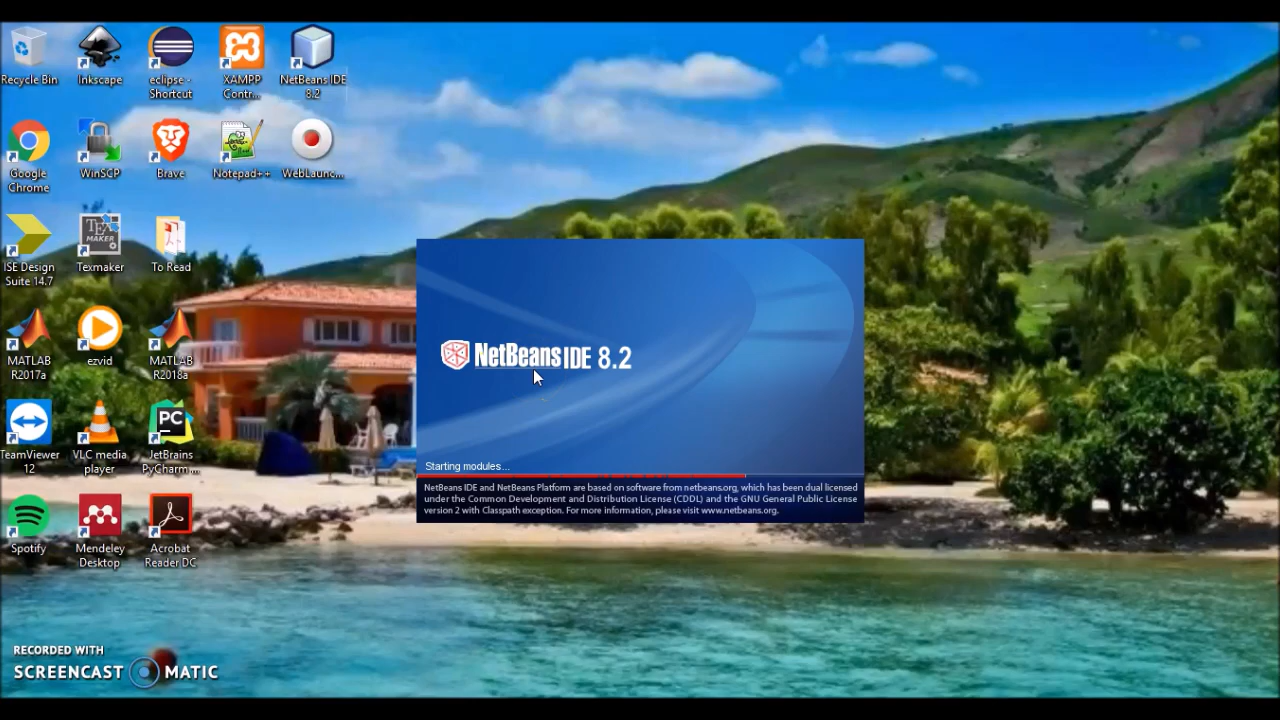 Recycle Bin
Inkscape
eclipse -
Shortcut
XAMPP
Contr...
NetBeans IDE
8.2
Google
Chrome
WinSCP
Brave
Notepad++
WebLaunc...
ISE Design
Suite 14.7
TEX
MAKER
Texmaker
To Read
MATLAB
R2017a
ezvid
MATLAB
R2018a
TeamViewer
12
VLC media
player
PC
JetBrains
PyCharm ...
Spotify
Mendeley
Desktop
Acrobat
Reader DC
NetBeans IDE 8.2
Starting modules...
NetBeans IDE and NetBeans Platform are based on software from netbeans.org, which has been dual licensed
under the Common Development and Distribution License (CDDL) and the GNU General Public License
version 2 with Classpath exception. For more information, please visit www.netbeans.org.
RECORDED WITH
SCREENCAST MATIC